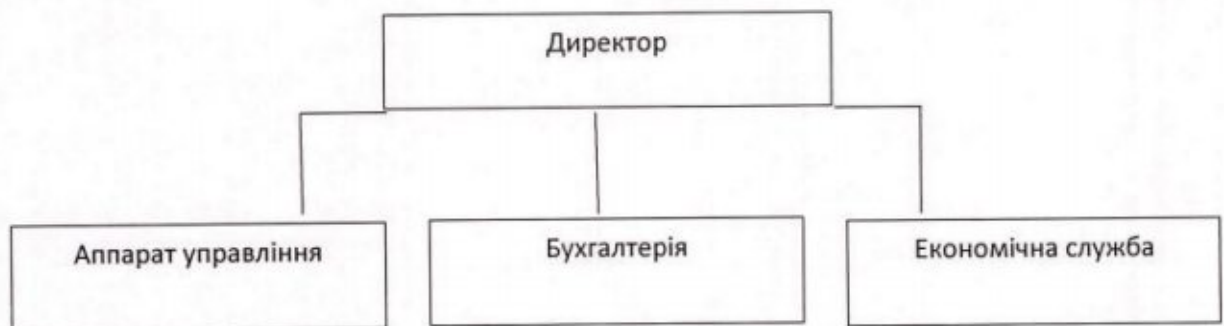 Директор
Аппарат управління
Бухгалтерія
Економічна служба